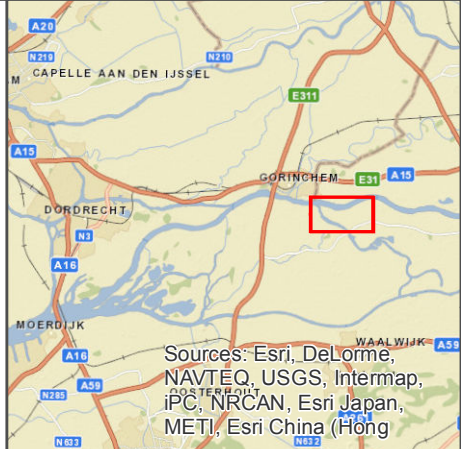 A20
N219
N210
M
CAPELLE AAN DEN IJSSEL
E311
A15
GORINCHEM
A15
E31
DORDRECHT
N3
A16
MOERDIJK
WAALWIJK
A59
A16
Sources: Esri, DeLorme,
A59
NAVTEQ, USGS, Intermap,
N285
OOSTERHOUT
iPC, NRCAN, Esri Japan,
METI, Esri China (Hong
N633
N632